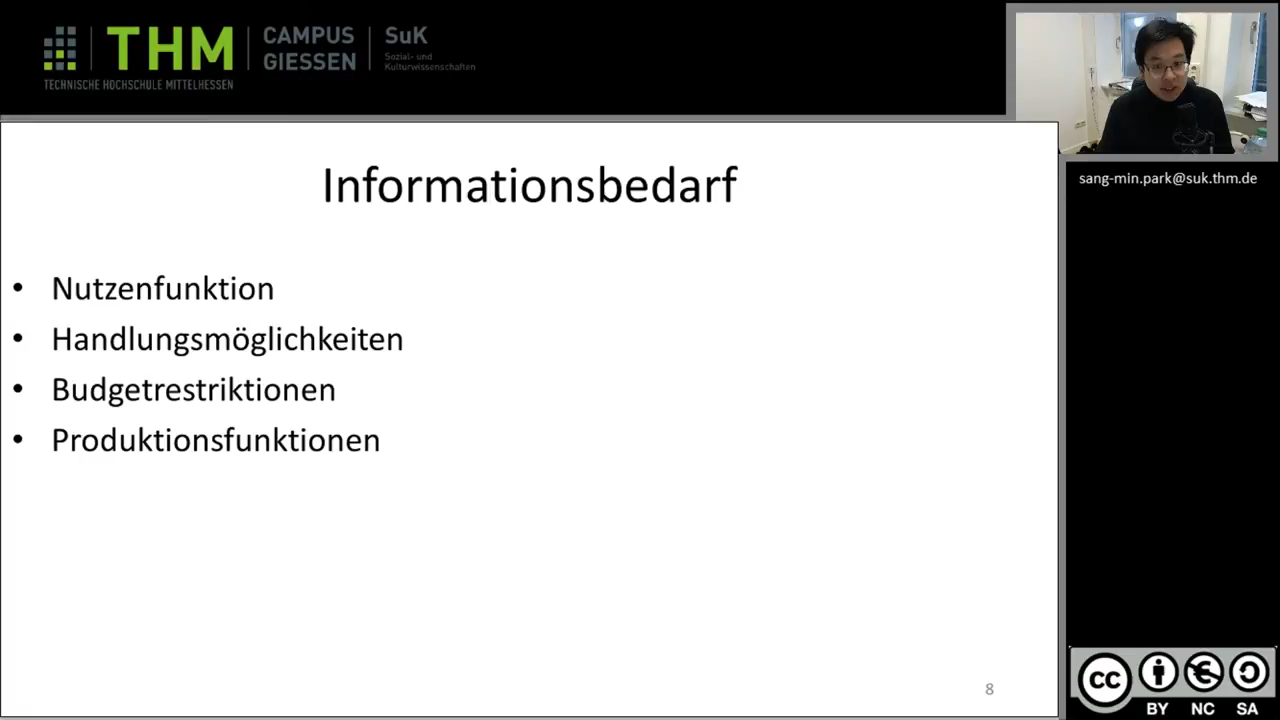 THM
CAMPUS
GIESSEN
SuK
Sozial- und
Kulturwissenschaften
TECHNISCHE HOCHSCHULE MITTELHESSEN
sang-min.park@suk.thm.de
Informationsbedarf
• Nutzenfunktion
• Handlungsmöglichkeiten
• Budgetrestriktionen
• Produktionsfunktionen
8
cc
BY NC SA